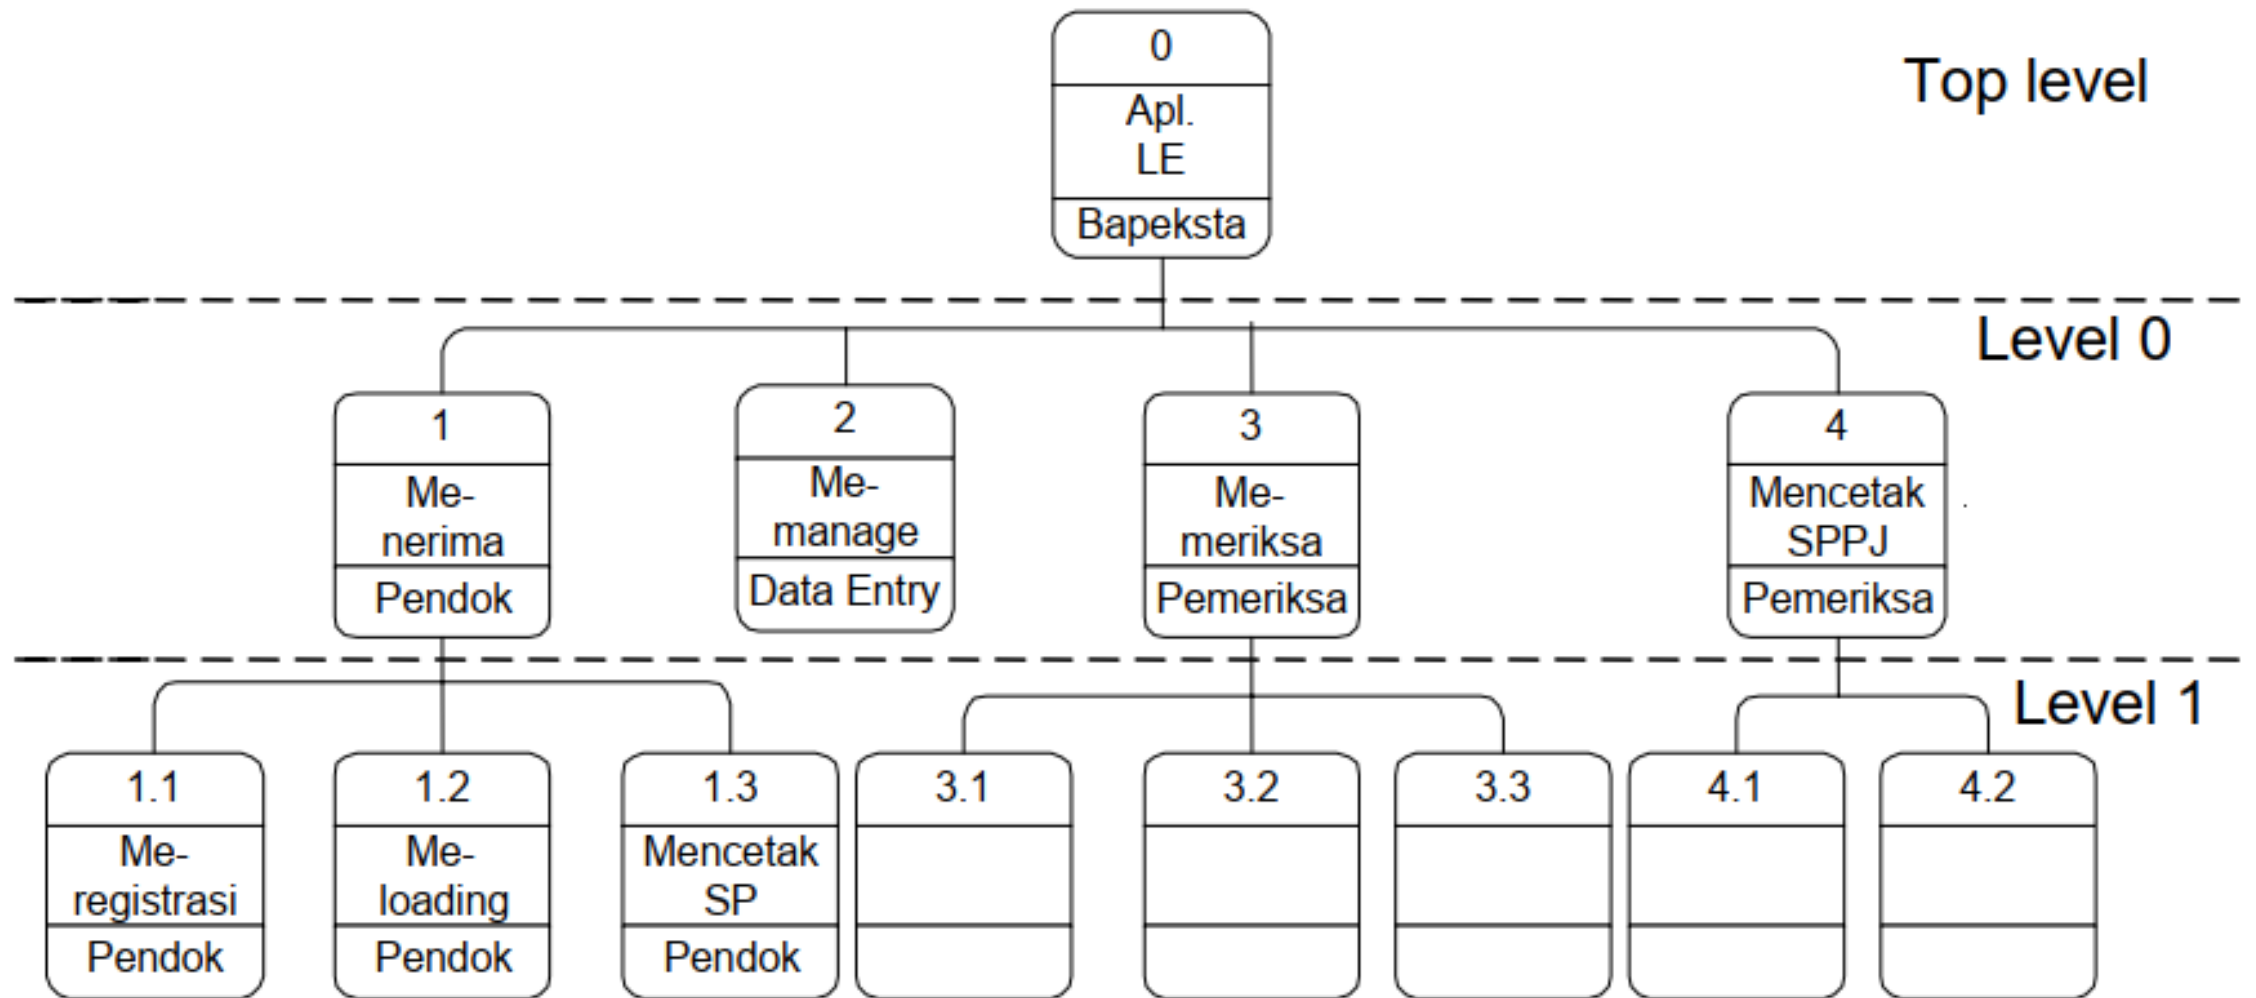 0
Apl.
LE
Bapeksta
Top level
Level 0
1
Me-
nerima
Pendok
2
Me-
manage
Data Entry
3
Me-
meriksa
Pemeriksa
4
Mencetak
SPPJ
Pemeriksa
.
Level 1
1.1
Me-
registrasi
Pendok
1.2
Me-
loading
Pendok
1.3
Mencetak
SP
Pendok
3.1
3.2
3.3
4.1
4.2